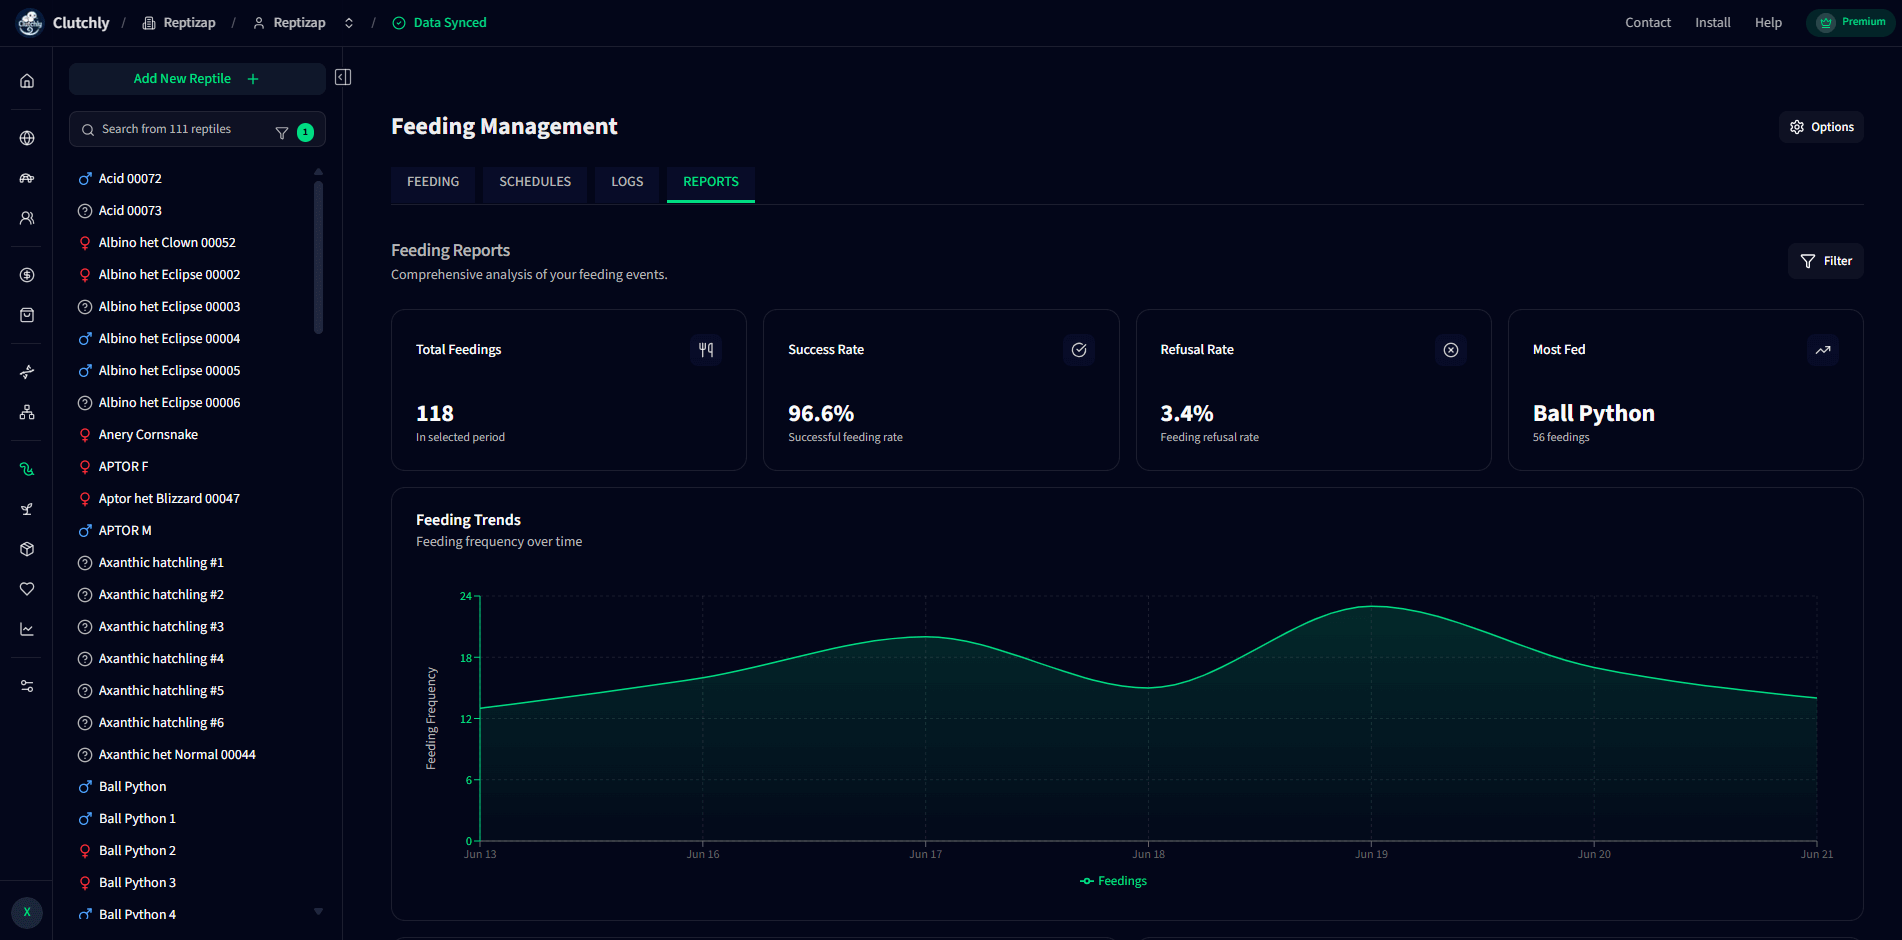 Clutchly / Reptizap / Reptizap / Data Synced
Contact Install Help Premium
Add New Reptile +
Search from 111 reptiles 1
Acid 00072
Acid 00073
Albino het Clown 00052
Albino het Eclipse 00002
Albino het Eclipse 00003
Albino het Eclipse 00004
Albino het Eclipse 00005
Albino het Eclipse 00006
Anery Cornsnake
APTOR F
Aptor het Blizzard 00047
APTOR M
Axanthic hatchling #1
Axanthic hatchling #2
Axanthic hatchling #3
Axanthic hatchling #4
Axanthic hatchling #5
Axanthic hatchling #6
Axanthic het Normal 00044
Ball Python
Ball Python 1
Ball Python 2
Ball Python 3
Ball Python 4
X
Feeding Management
Options
FEEDING SCHEDULES LOGS REPORTS
Feeding Reports
Comprehensive analysis of your feeding events.
Filter
Total Feedings
118
In selected period
Success Rate
96.6%
Successful feeding rate
Refusal Rate
3.4%
Feeding refusal rate
Most Fed
Ball Python
56 feedings
Feeding Trends
Feeding frequency over time
Feeding Frequency
24
18
12
6
0
Jun 13 Jun 16 Jun 17 Jun 18 Jun 19 Jun 20 Jun 21
Feedings